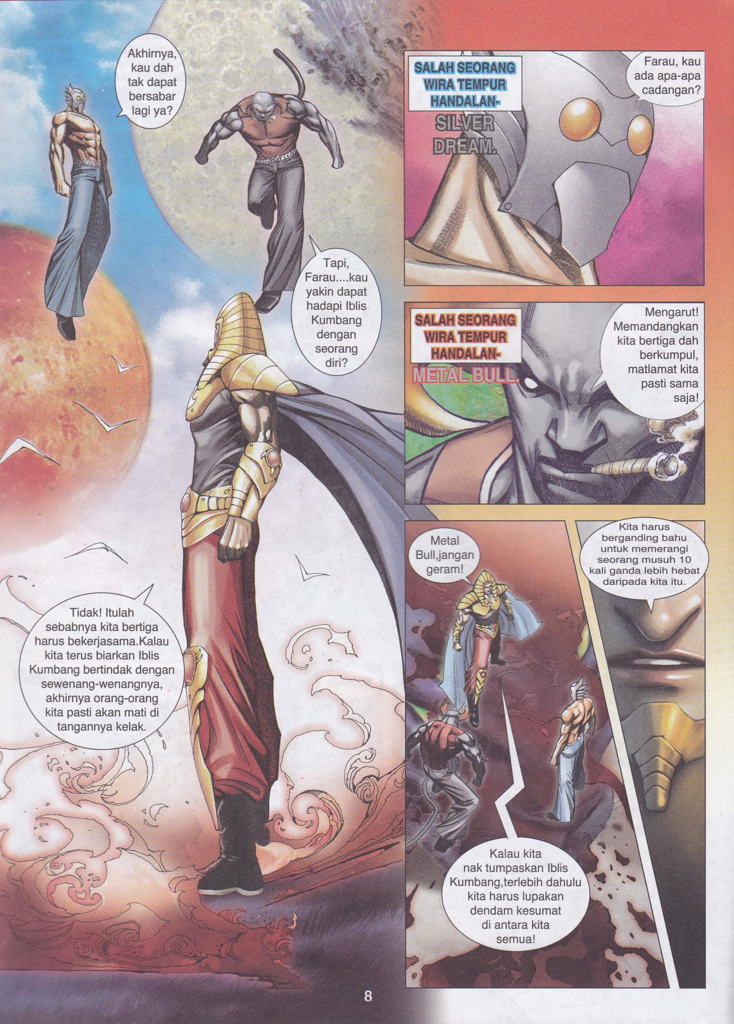 Akhirnya,
kau dah
tak dapat
bersabar
lagi ya?
Tapi,
Farau....kau
yakin dapat
hadapi Iblis
Kumbang
dengan
seorang
diri?
Tidak! Itulah
sebabnya kita bertiga
harus bekerjasama.Kalau
kita terus biarkan Iblis
Kumbang bertindak dengan
sewenang-wenangnya,
akhirnya orang-orang
kita pasti akan mati di
tangannya kelak.
SALAH SEORANG
WIRA TEMPUR
HANDALAN-
SILVER
DREAM.
Farau, kau
ada apa-apa
cadangan?
SALAH SEORANG
WIRA TEMPUR
HANDALAN-
METAL BULL.
Mengarut!
Memandangkan
kita bertiga dah
berkumpul,
matlamat kita
pasti sama
saja!
Metal
Bull,jangan
geram!
Kalau kita
nak tumpaskan Iblis
Kumbang,terlebih dahulu
kita harus lupakan
dendam kesumat
di antara kita
semua!
Kita harus
berganding bahu
untuk memerangi
seorang musuh 10
kali ganda lebih hebat
daripada kita itu.
8